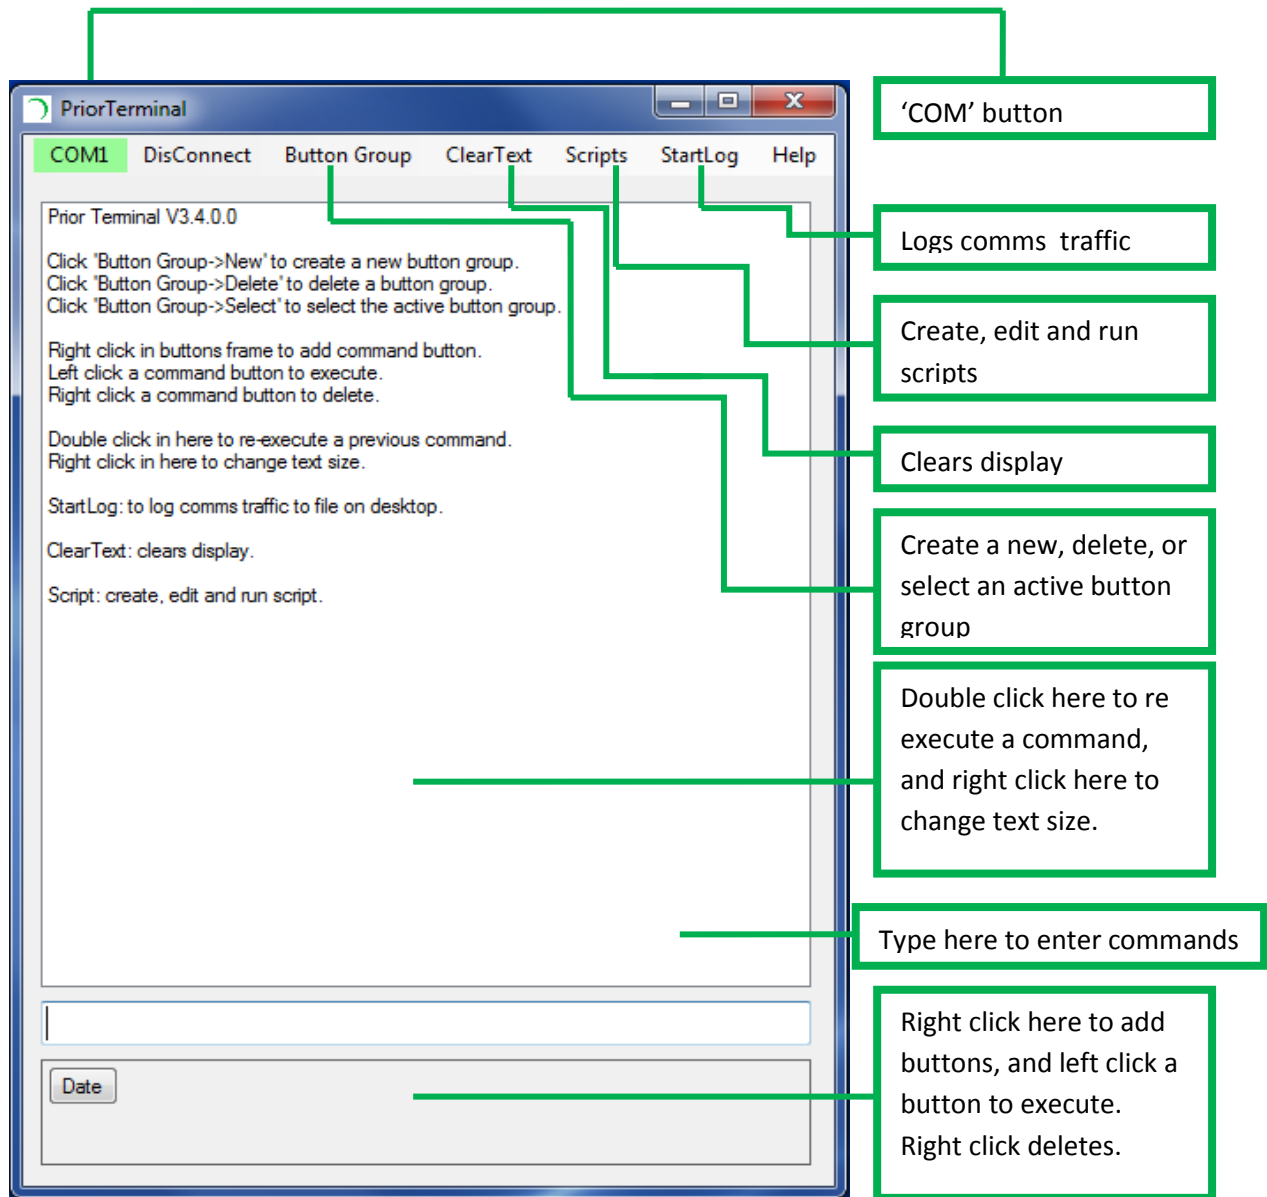 PriorTerminal
COM1 DisConnect Button Group ClearText Scripts StartLog Help
Prior Terminal V3.4.0.0
Click 'Button Group->New' to create a new button group.
Click 'Button Group->Delete' to delete a button group.
Click 'Button Group->Select' to select the active button group.
Right click in buttons frame to add command button.
Left click a command button to execute.
Right click a command button to delete.
Double click in here to re-execute a previous command.
Right click in here to change text size.
StartLog: to log comms traffic to file on desktop.
ClearText: clears display.
Script: create, edit and run script.
Date
‘COM’ button
Logs comms traffic
Create, edit and run
scripts
Clears display
Create a new, delete, or
select an active button
group
Double click here to re
execute a command,
and right click here to
change text size.
Type here to enter commands
Right click here to add
buttons, and left click a
button to execute.
Right click deletes.